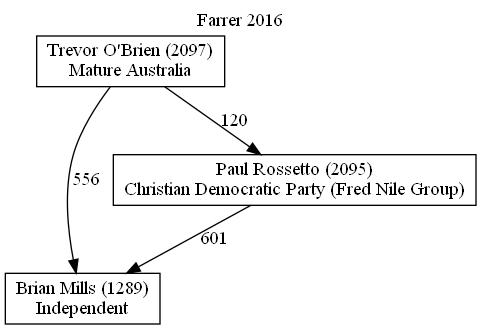 Farrer 2016
Trevor O'Brien (2097)
Mature Australia
120
Paul Rossetto (2095)
Christian Democratic Party (Fred Nile Group)
556
601
Brian Mills (1289)
Independent